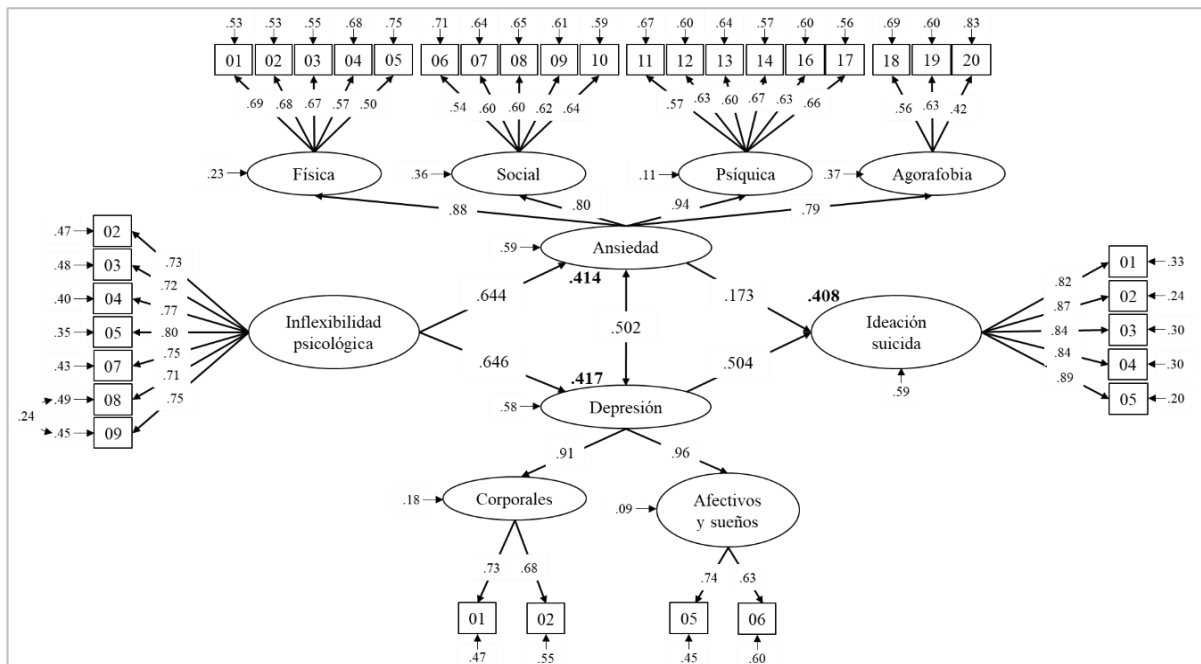 .53 .53 .55 .68 .75 .71 .64 .65 .61 .59 .67 .60 .64 .57 .60 .56 .69 .60 .83
01 02 03 04 05 06 07 08 09 10 11 12 13 14 16 17 18 19 20
.69 .68 .67 .57 .50 .54 .60 .60 .62 .64 .57 .63 .60 .67 .63 .66 .56 .63 .42
.23 Física .36 Social .11 Psíquica .37 Agorafobia
.88 .80 .94 .79
.59 Ansiedad
.414
.47 02 .73
.48 03 .72
.40 04 .77
.35 05 .80
.43 07 .75
.49 08 .71
.24
.45 09 .75
Inflexibilidad
psicológica
.644
.646
.502
.173
.504
.408
Ideación
suicida
.59
.82 01 .33
.87 02 .24
.84 03 .30
.84 04 .30
.89 05 .20
.417
.58 Depresión
.91 .96
.18 Corporales
.09 Afectivos
y sueños
.73 .68 .74 .63
01 02 05 06
.47 .55 .45 .60